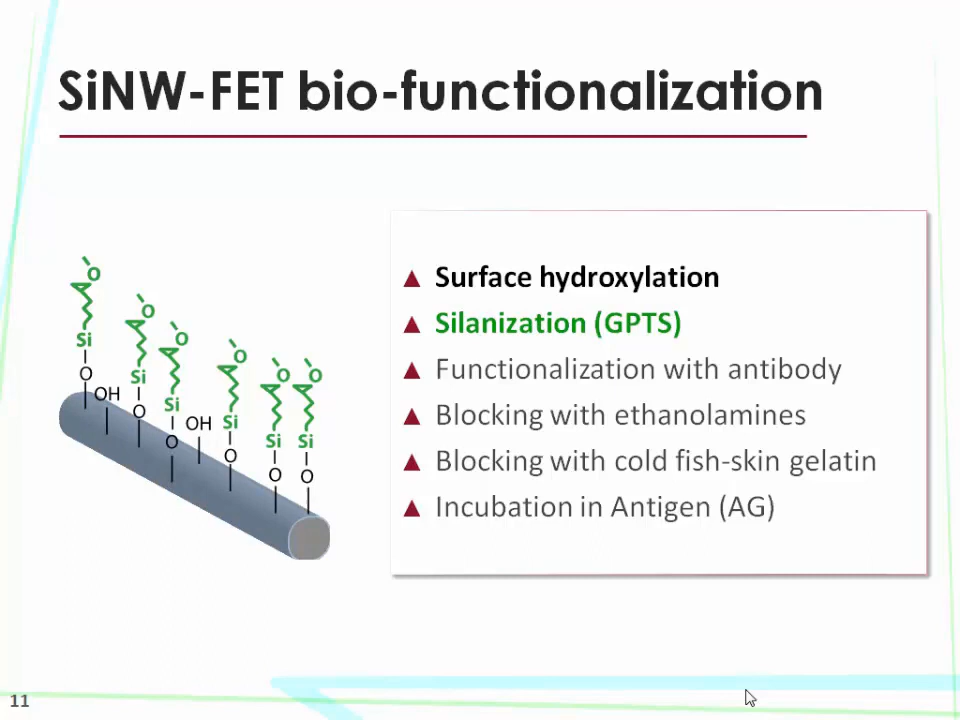 SiNW-FET bio-functionalization
Surface hydroxylation
Silanization (GPTS)
Functionalization with antibody
Blocking with ethanolamines
Blocking with cold fish-skin gelatin
Incubation in Antigen (AG)
O
Si
O
OH
O
Si
O
O
Si
O
OH
O
Si
O
O
Si
O
O
Si
O
11